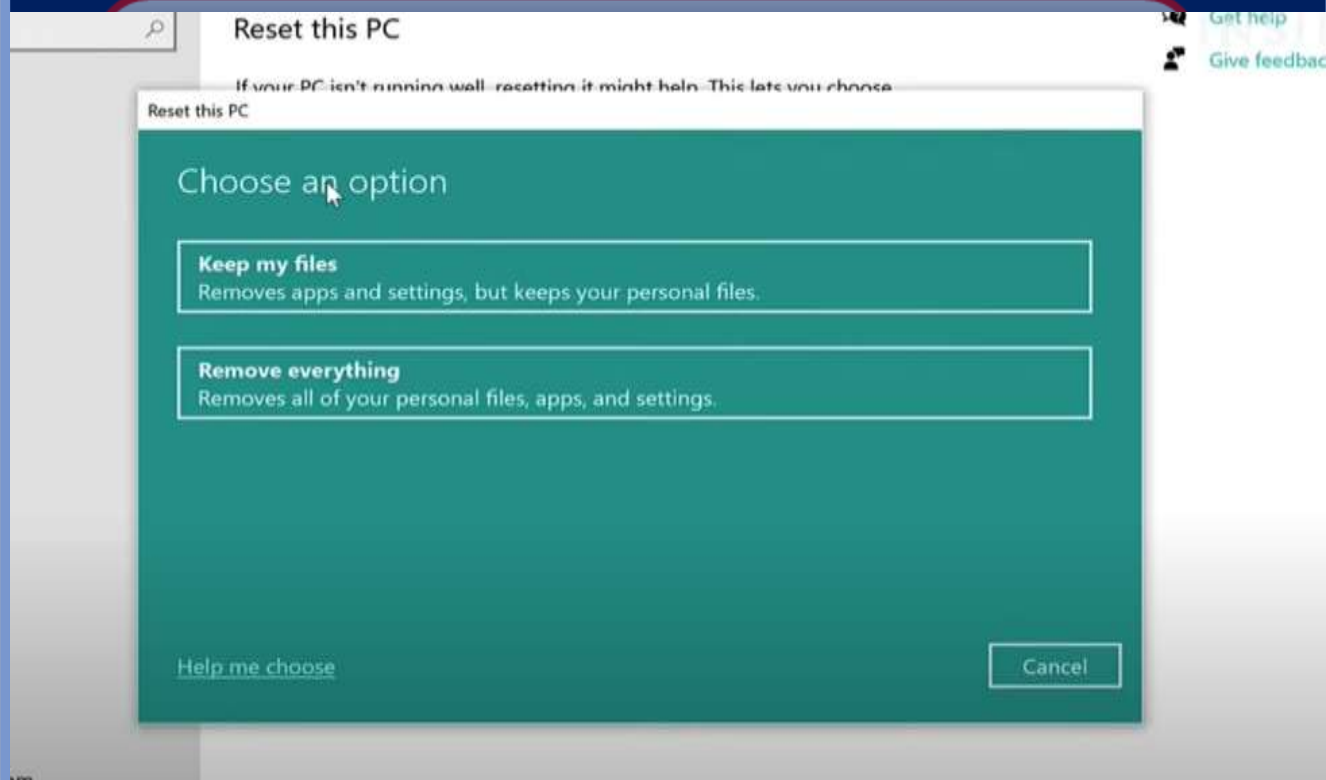 Reset this PC
Get help
Give feedbac
If your PC isn't running well, resetting it might help. This lets you choose
Reset this PC
Choose an option
Keep my files
Removes apps and settings, but keeps your personal files.
Remove everything
Removes all of your personal files, apps, and settings.
Help me choose
Cancel